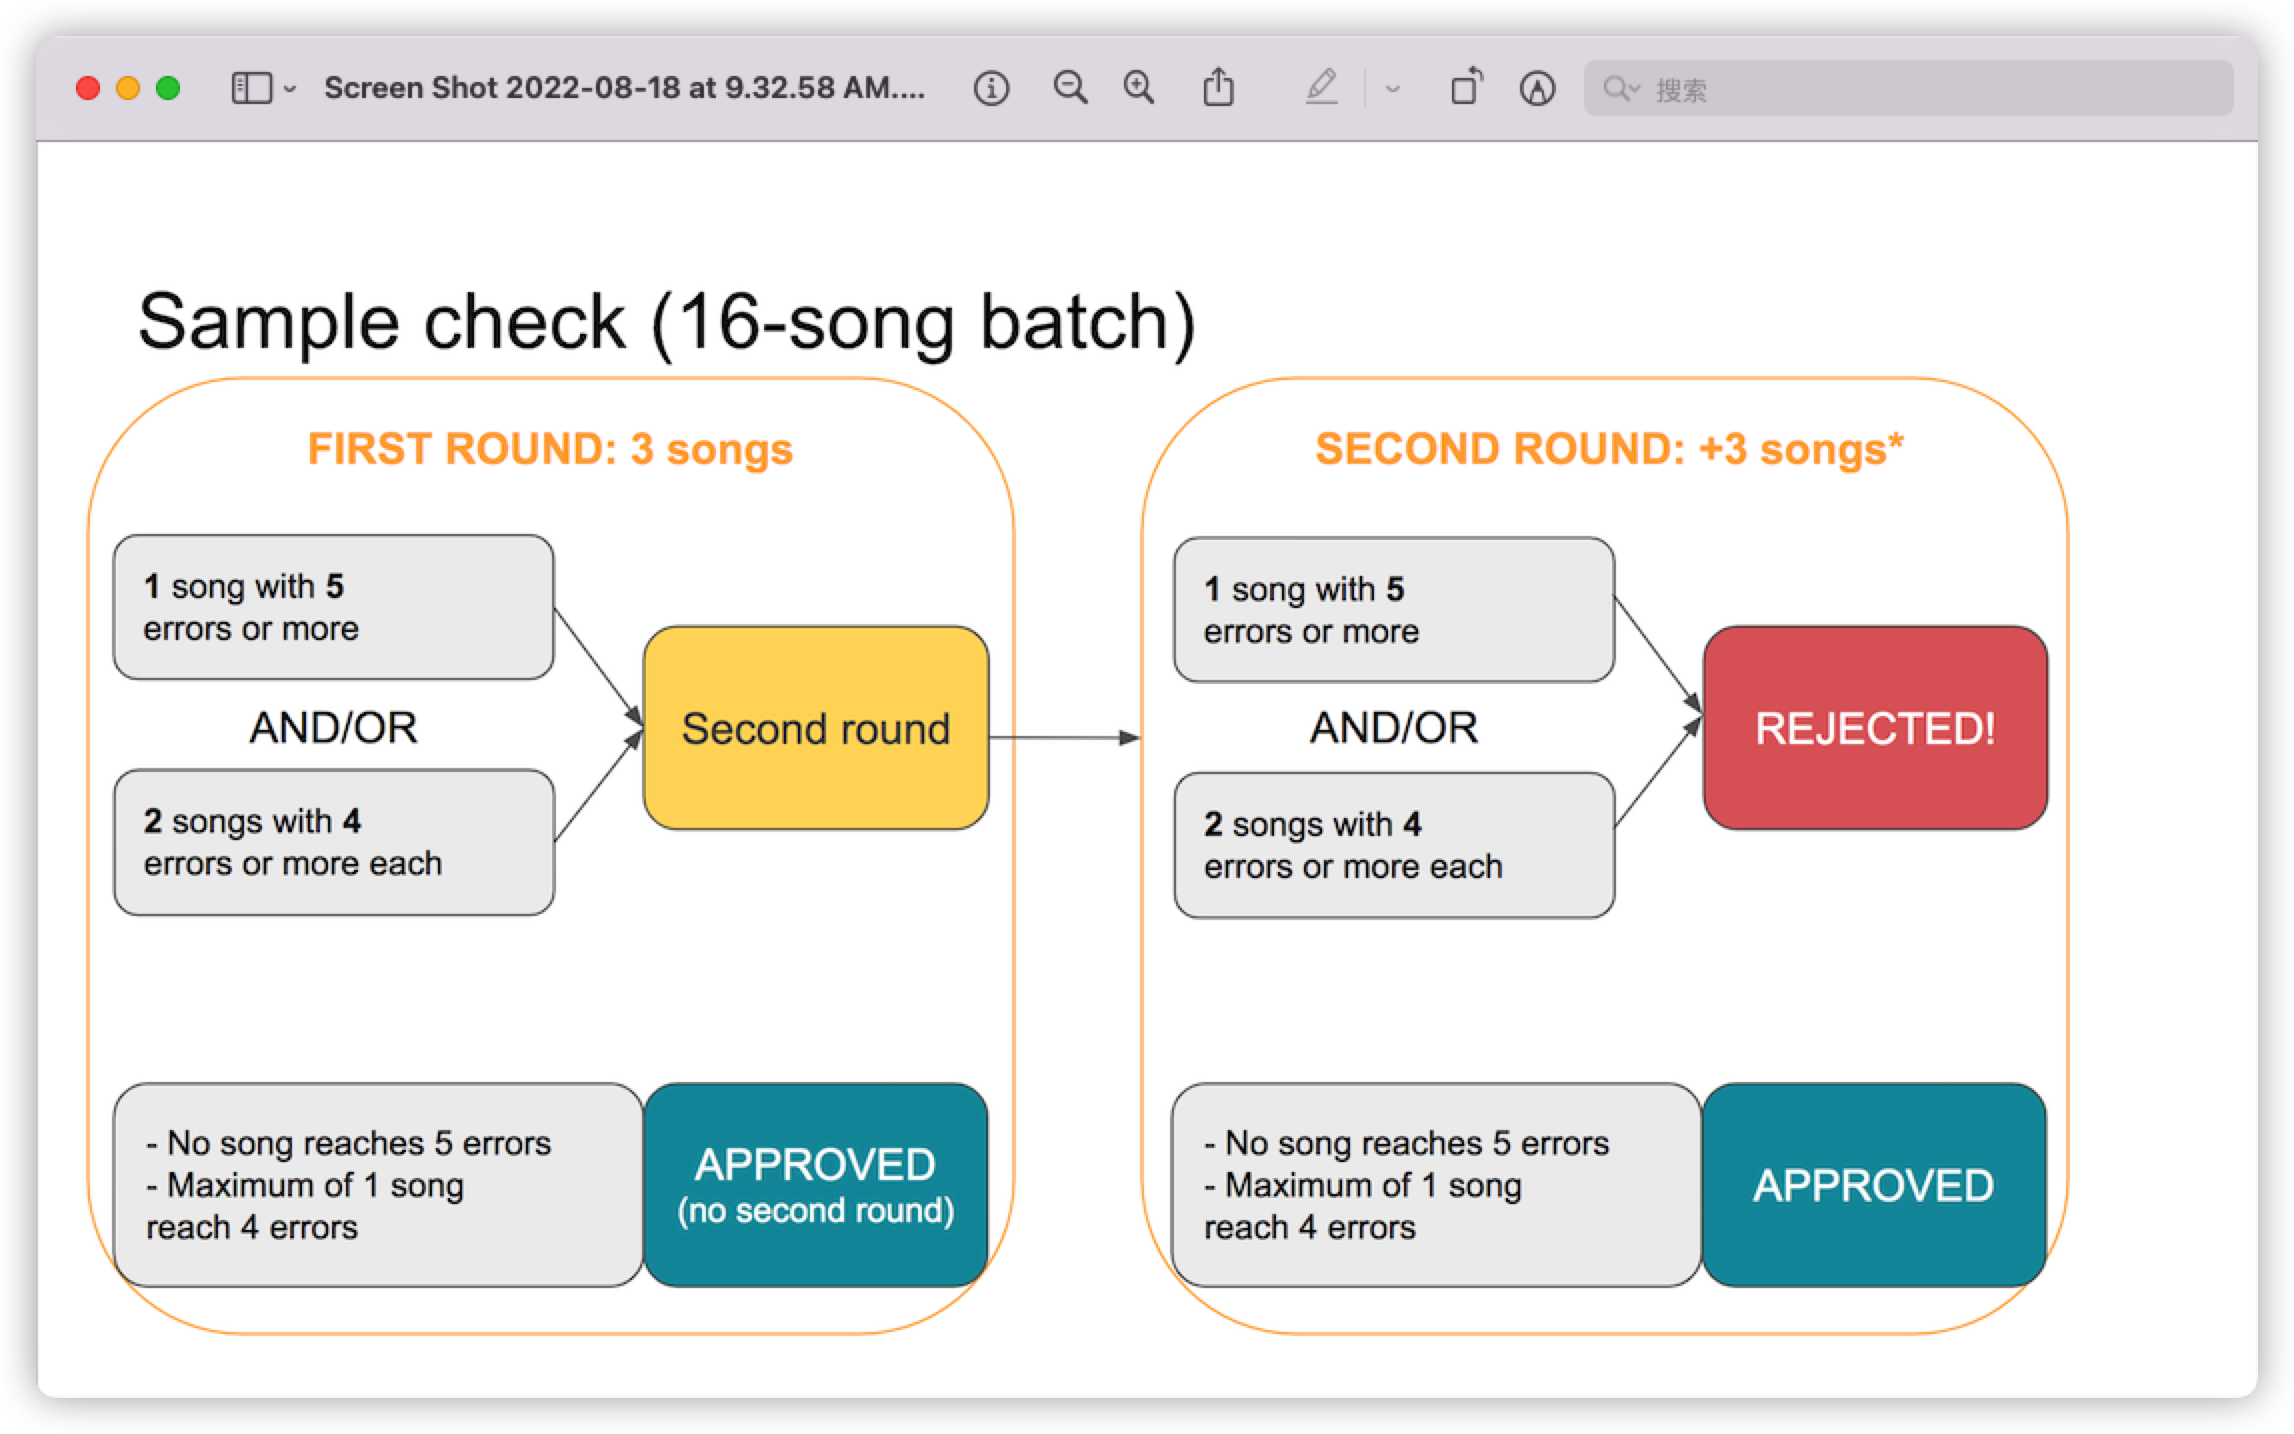 Screen Shot 2022-08-18 at 9.32.58 AM....
搜索
Sample check (16-song batch)
FIRST ROUND: 3 songs
1 song with 5
errors or more
AND/OR
2 songs with 4
errors or more each
Second round
- No song reaches 5 errors
- Maximum of 1 song
reach 4 errors
APPROVED
(no second round)
SECOND ROUND: +3 songs*
1 song with 5
errors or more
AND/OR
2 songs with 4
errors or more each
REJECTED!
- No song reaches 5 errors
- Maximum of 1 song
reach 4 errors
APPROVED